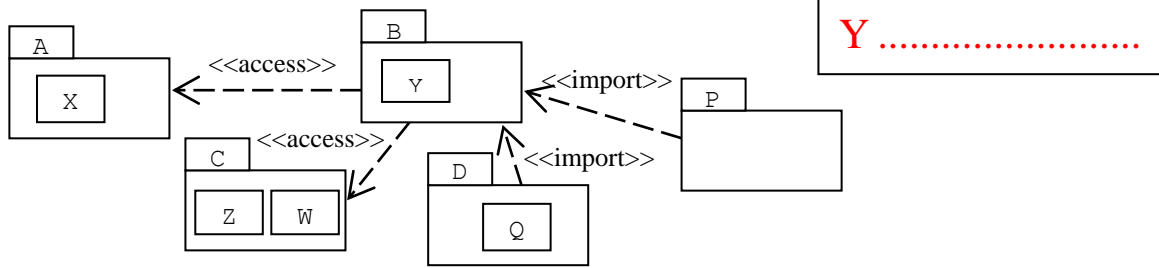 Y ..........................
A
B
<<access>>
X
Y
<<import>>
P
<<access>>
C
<<import>>
D
Z
W
Q